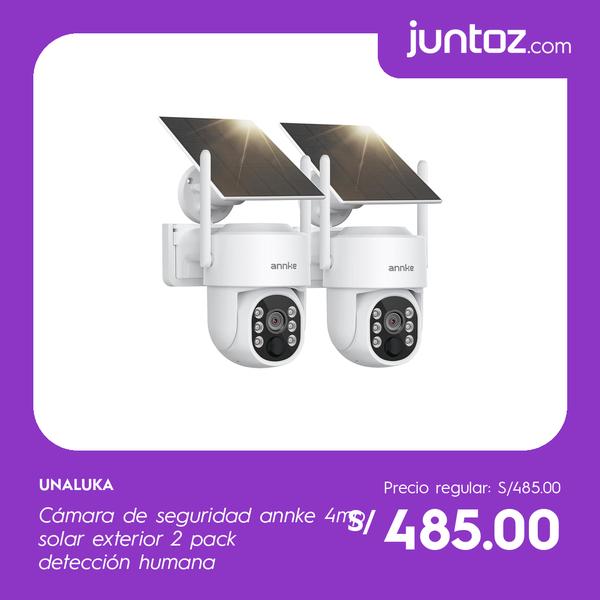 juntoz.com
annke
annke
UNALUKA
Cámara de seguridad annke 4mp
solar exterior 2 pack
detección humana
Precio regular: S/485.00
S/ 485.00